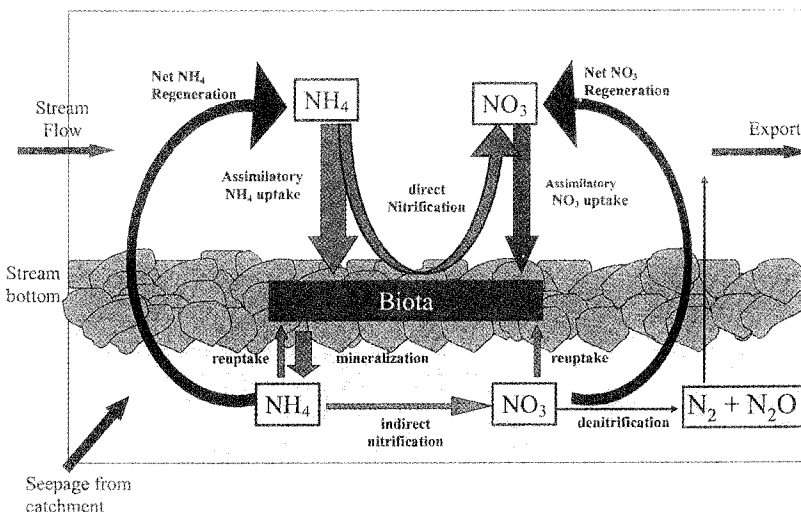 Net NH4
Regeneration
NH4
NO3
Net NO3
Regeneration
Stream
Flow
Export
Assimilatory
NH4 uptake
direct
Nitrification
Assimilatory
NO3 uptake
Stream
bottom
Biota
reuptake
mineralization
reuptake
NH4
indirect
nitrification
NO3
denitrification
N2 + N2O
Seepage from
catchment